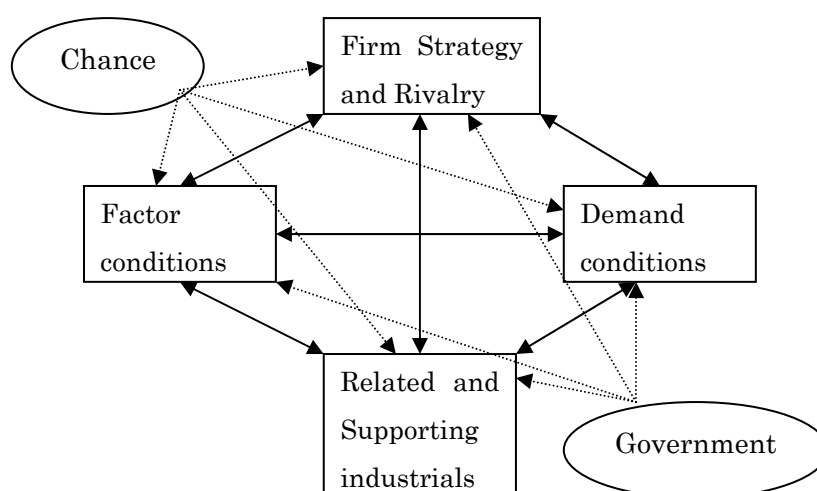 Chance
Firm Strategy
and Rivalry
Factor
conditions
Demand
conditions
Related and
Supporting
industrials
Government